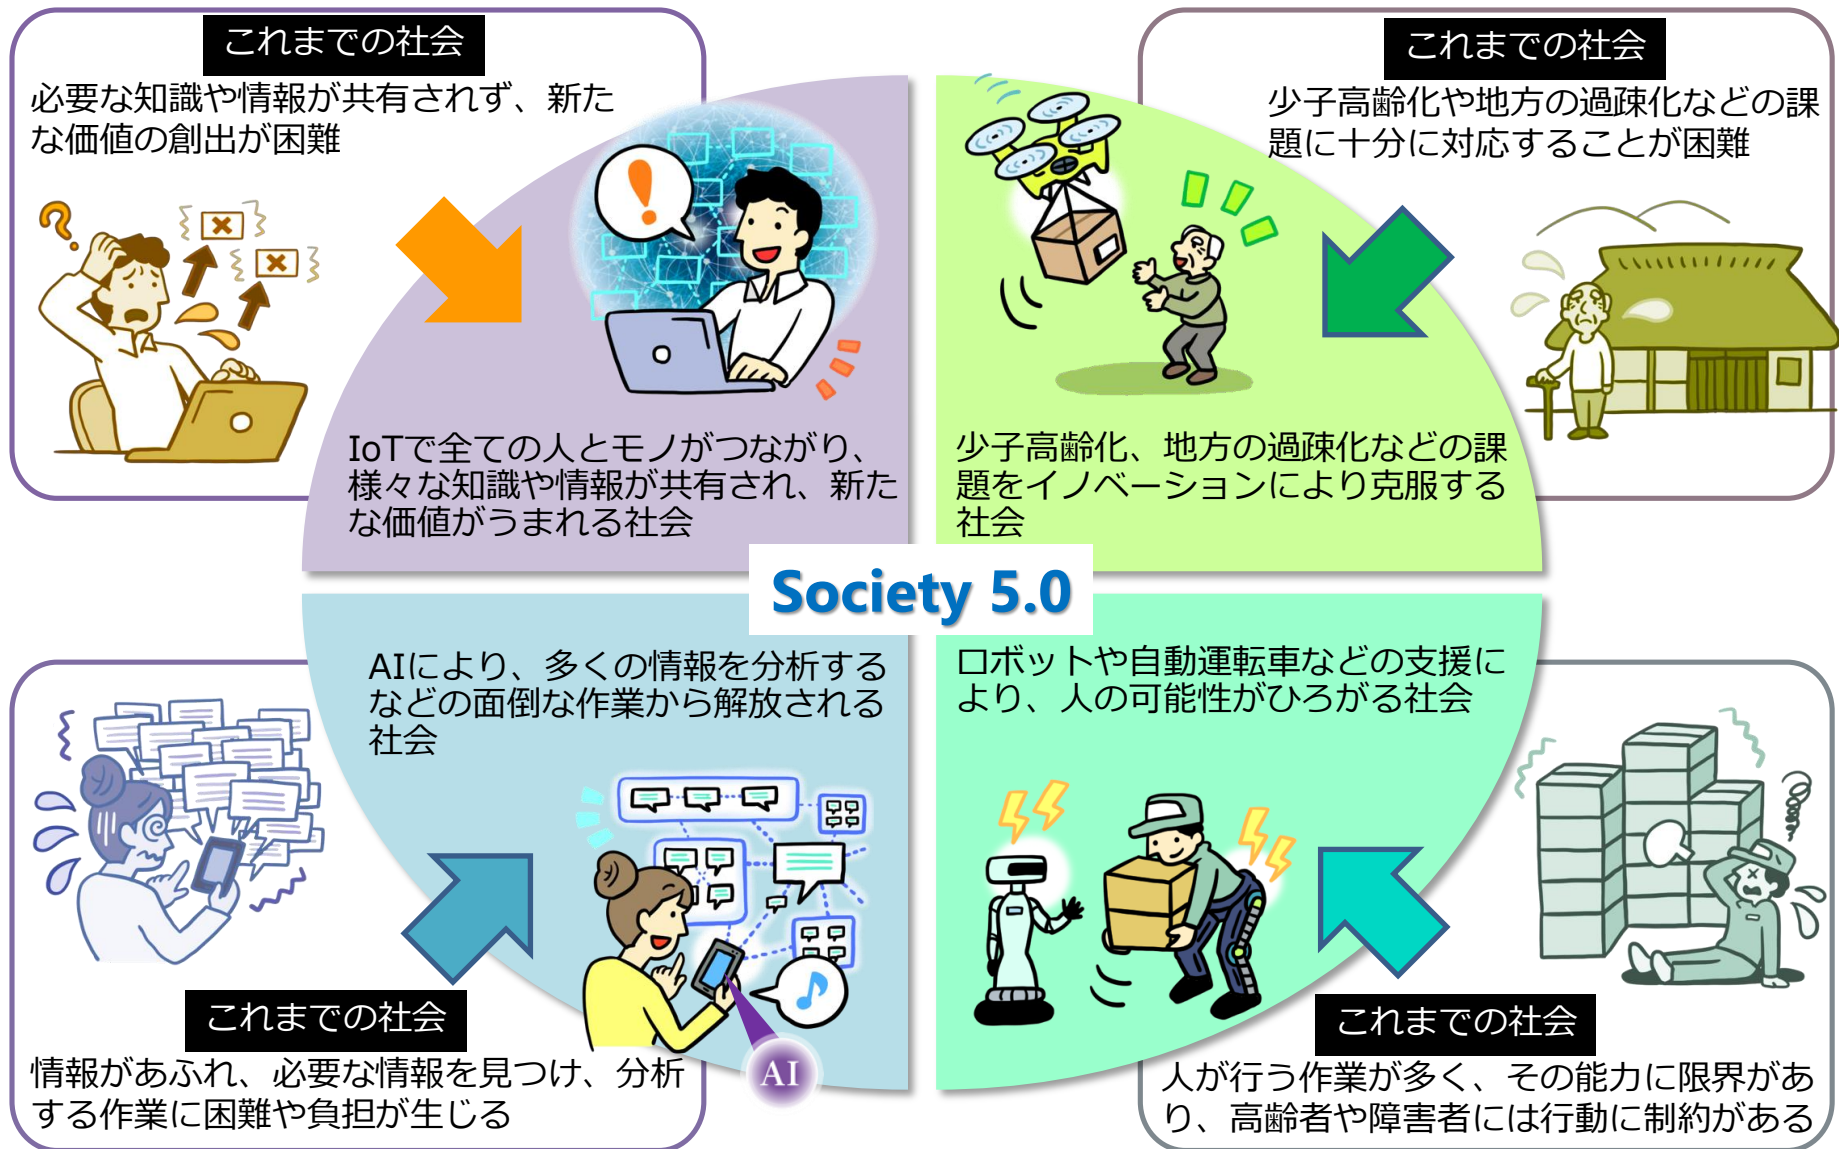 これまでの社会
必要な知識や情報が共有されず、新た
な価値の創出が困難
IoTで全ての人とモノがつながり、
様々な知識や情報が共有され、新た
な価値がうまれる社会
これまでの社会
少子高齢化や地方の過疎化などの課
題に十分に対応することが困難
少子高齢化、地方の過疎化などの課
題をイノベーションにより克服する
社会
Society 5.0
AIにより、多くの情報を分析する
などの面倒な作業から解放される
社会
AI
これまでの社会
情報があふれ、必要な情報を見つけ、分析
する作業に困難や負担が生じる
ロボットや自動運転車などの支援に
より、人の可能性がひろがる社会
これまでの社会
人が行う作業が多く、その能力に限界があ
り、高齢者や障害者には行動に制約がある